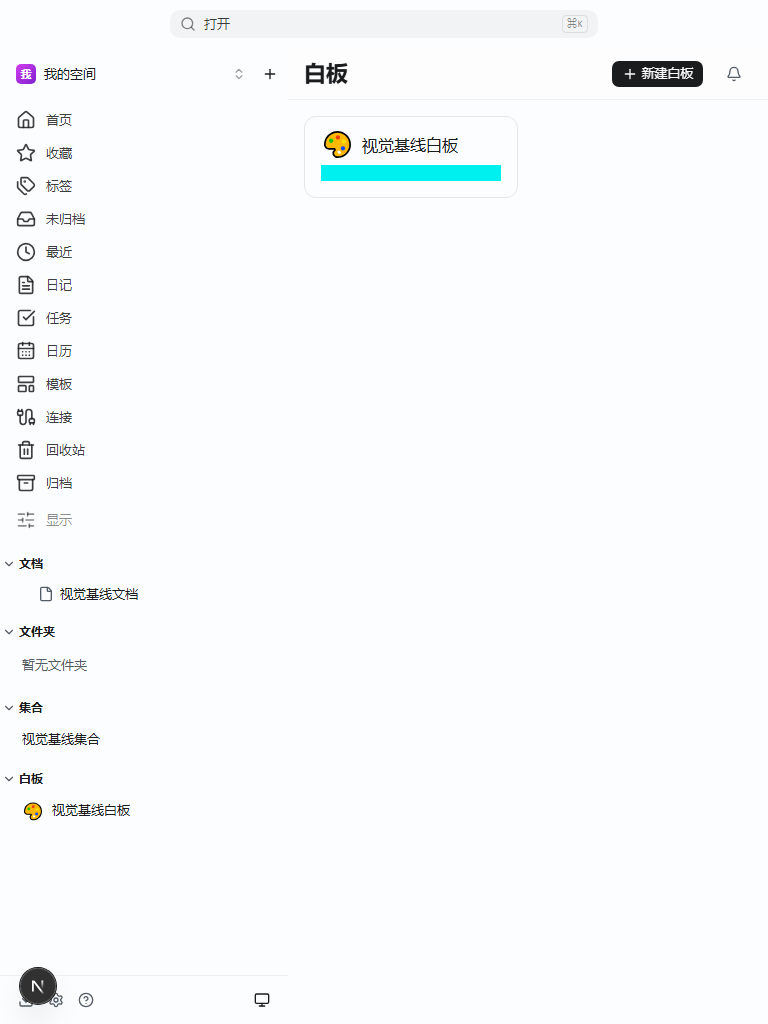 打开
⌘K
我 我的空间
首页
收藏
标签
未归档
最近
日记
任务
日历
模板
连接
回收站
归档
显示
文档
视觉基线文档
文件夹
暂无文件夹
集合
视觉基线集合
白板
视觉基线白板
N
白板
新建白板
视觉基线白板